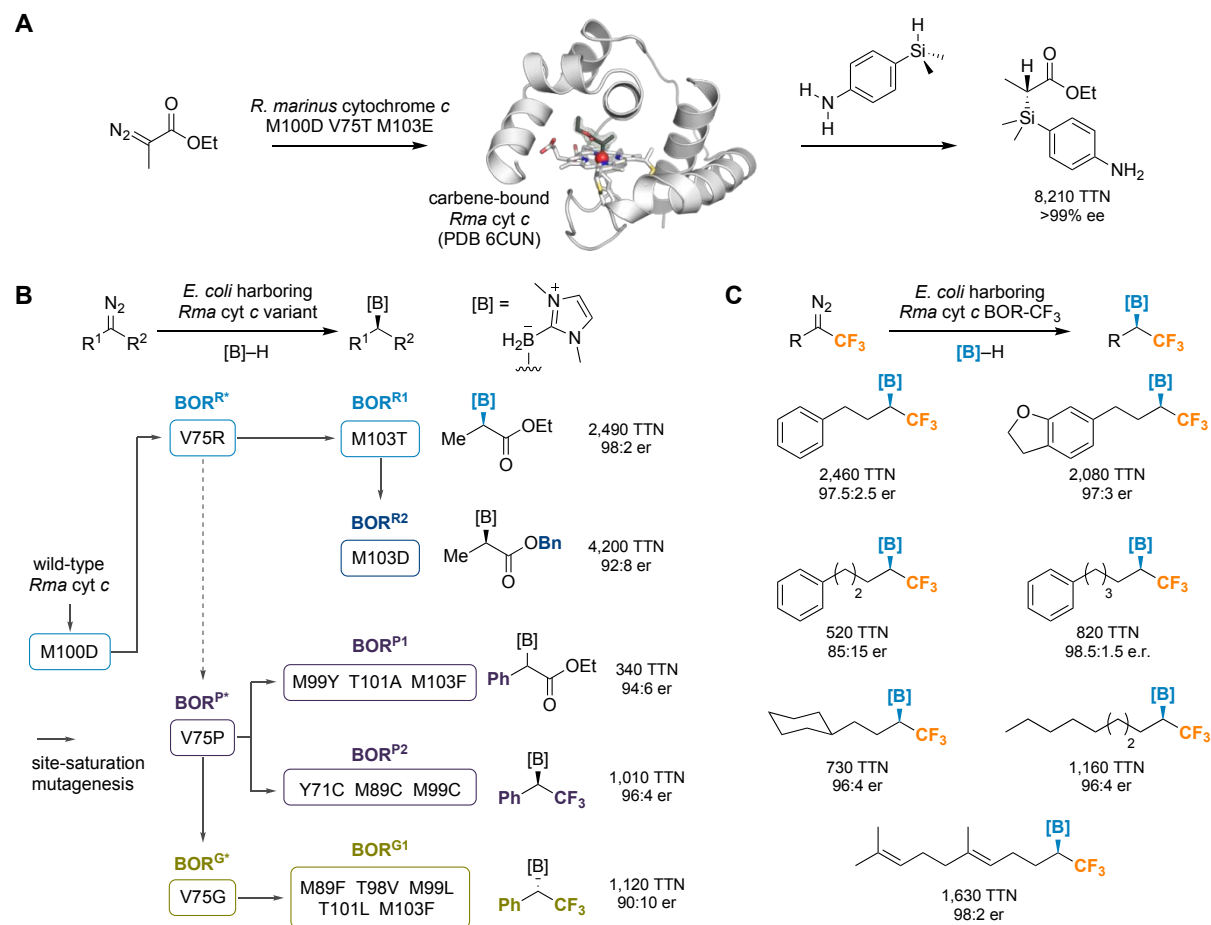 A
N2
O
OEt
Me
R. marinus cytochrome c
M100D V75T M103E
carbene-bound
Rma cyt c
(PDB 6CUN)
H
Si
H
N
H
H
O
OEt
Si
NH2
8,210 TTN
>99% ee
B
N2
R1 R2
E. coli harboring
Rma cyt c variant
[B]–H
[B]
R1 R2
[B] =
N +
N
H2B –
BORR*
V75R
BORR1
M103T
[B]
Me
OEt
O
2,490 TTN
98:2 er
BORR2
M103D
[B]
Me
OBn
O
4,200 TTN
92:8 er
wild-type
Rma cyt c
M100D
site-saturation
mutagenesis
BORP*
V75P
BORP1
M99Y T101A M103F
[B]
Ph
OEt
O
340 TTN
94:6 er
BORP2
Y71C M89C M99C
[B]
Ph CF3
1,010 TTN
96:4 er
BORG*
V75G
BORG1
M89F T98V M99L
T101L M103F
[B]
Ph CF3
1,120 TTN
90:10 er
C
N2
R CF3
E. coli harboring
Rma cyt c BOR-CF3
[B]–H
[B]
R CF3
[B]
CF3
2,460 TTN
97.5:2.5 er
[B]
O
CF3
2,080 TTN
97:3 er
[B]
CF3
2
520 TTN
85:15 er
[B]
CF3
3
820 TTN
98.5:1.5 e.r.
[B]
CF3
730 TTN
96:4 er
[B]
CF3
2
1,160 TTN
96:4 er
[B]
CF3
1,630 TTN
98:2 er